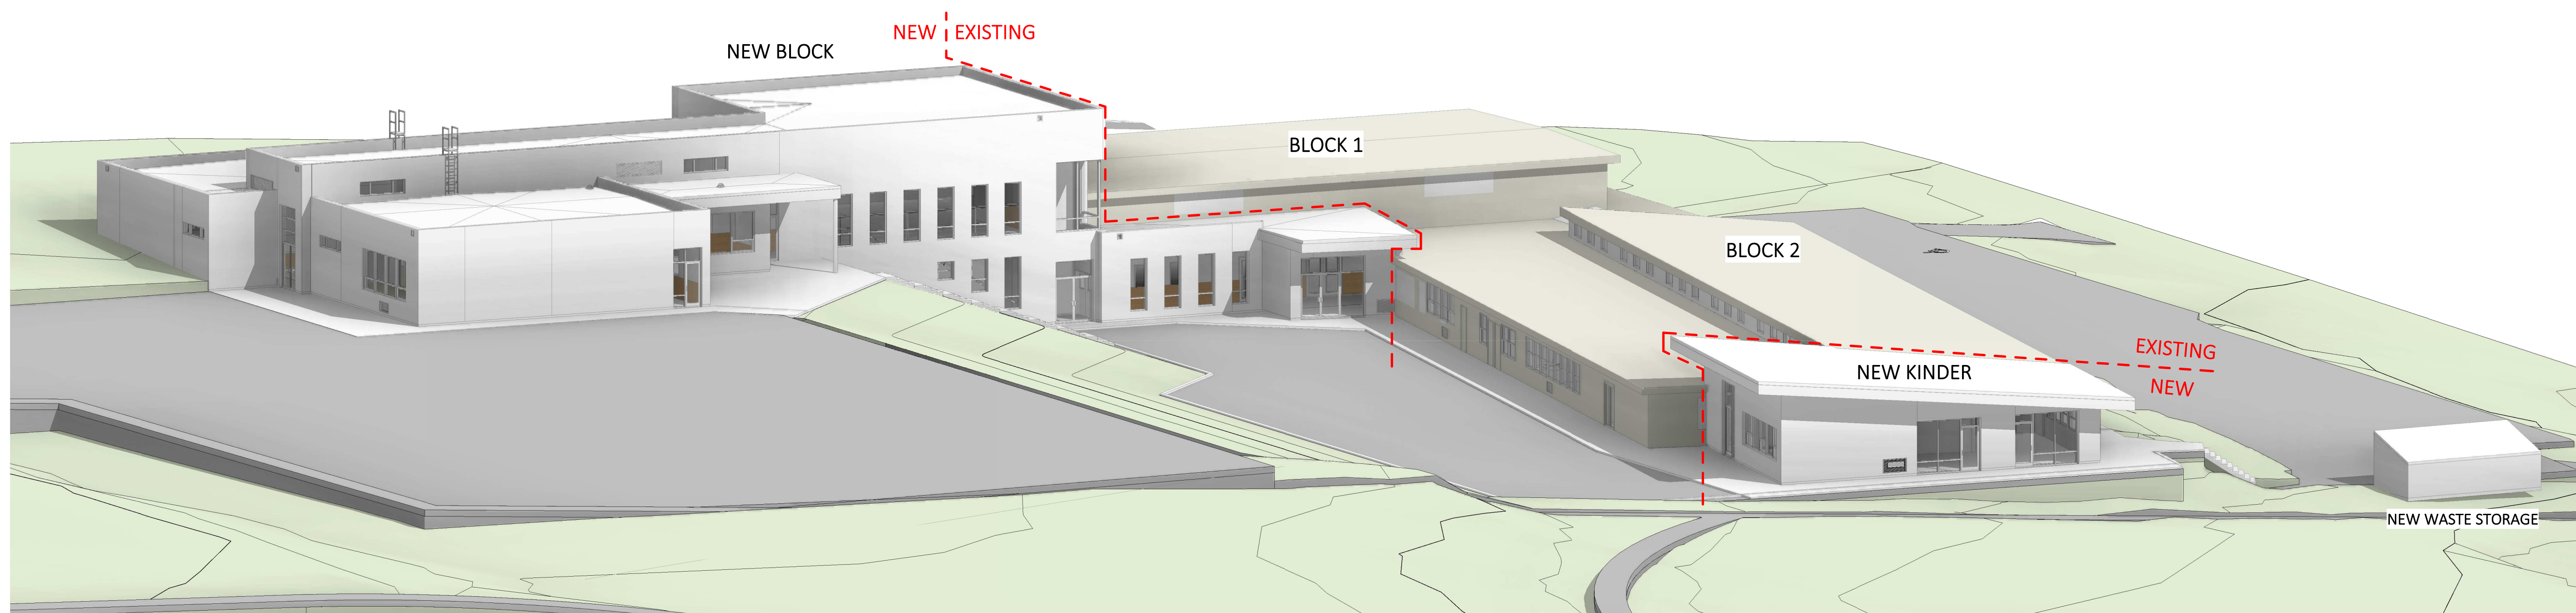 NEW EXISTING
NEW BLOCK
BLOCK 1
BLOCK 2
EXISTING
NEW
NEW KINDER
NEW WASTE STORAGE